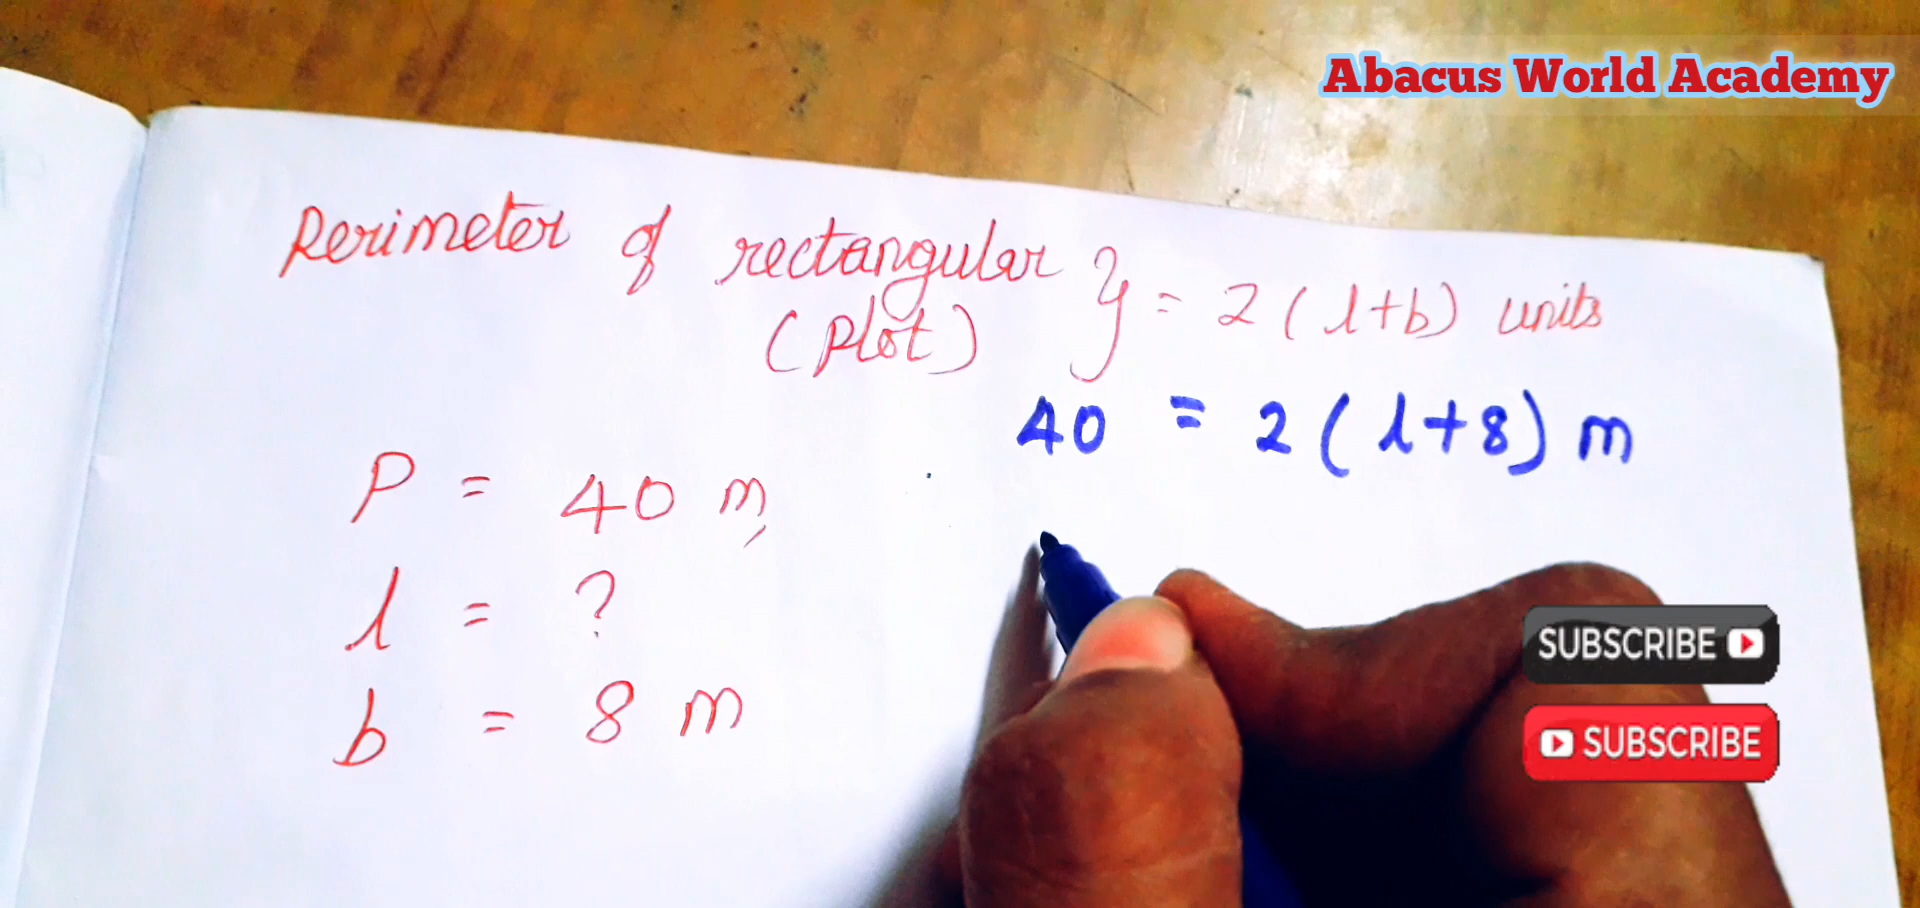 Abacus World Academy
Perimeter of rectangular } = 2 ( l + b ) units
( plot )
40 = 2 ( l + 8 ) m
P = 40 m,
l = ?
b = 8 m
SUBSCRIBE
SUBSCRIBE